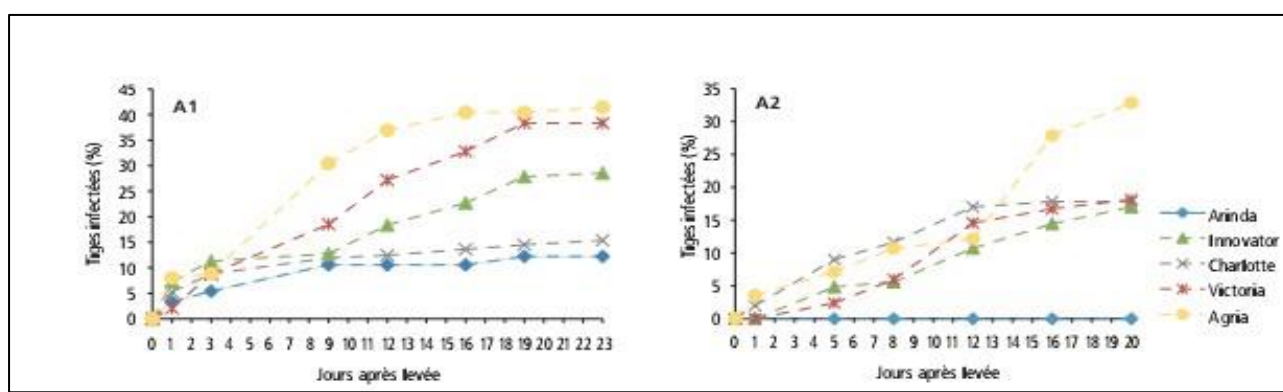 A1
Tiges infectées (%)
45
40
35
30
25
20
15
10
5
0
0 1 2 3 4 5 6 7 8 9 10 11 12 13 14 15 16 17 18 19 20 21 22 23
Jours après levée
A2
Tiges infectées (%)
35
30
25
20
15
10
5
0
0 1 2 3 4 5 6 7 8 9 10 11 12 13 14 15 16 17 18 19 20
Jours après levée
Arinda
Innovator
Charlotte
Victoria
Agria